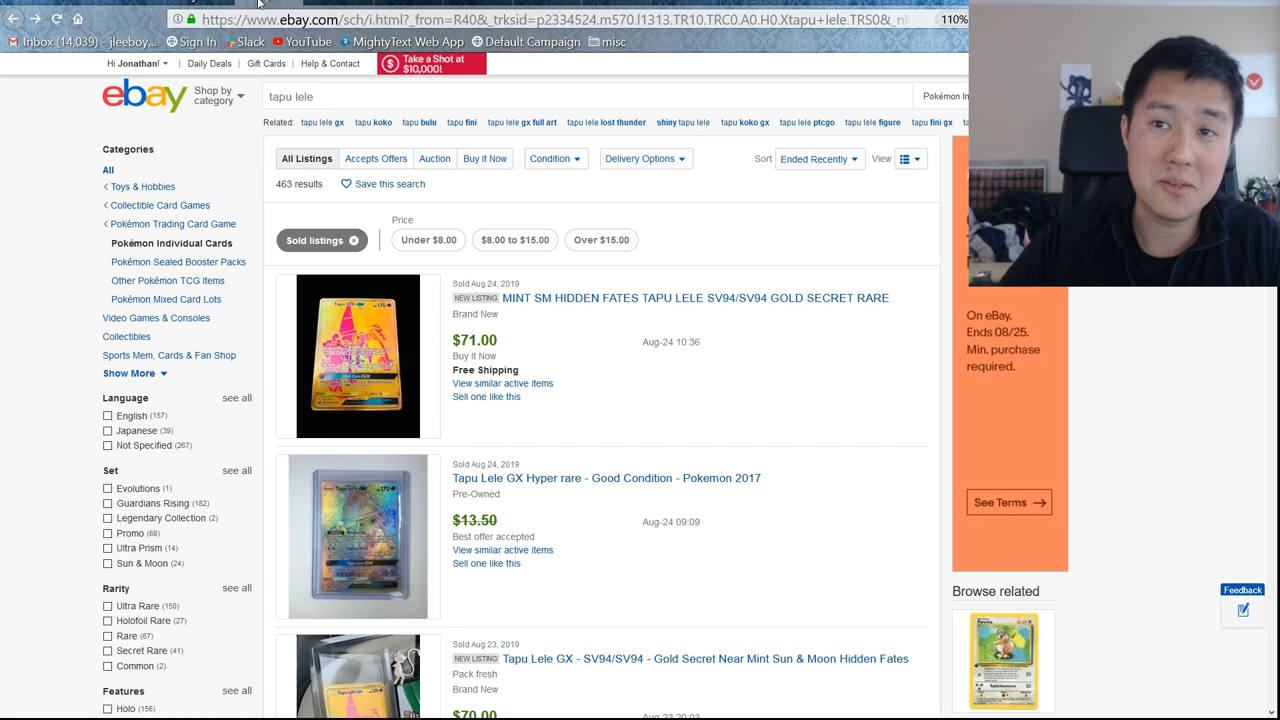 https://www.ebay.com/sch/i.html?_from=R40&_trksid=p2334524.m570.l1313.TR10.TRC0.A0.H0.Xtapu+lele.TRS0&_nk
110%
Inbox (14,039) - jleeboy...
Sign In
Slack
YouTube
MightyText Web App
Default Campaign
misc
Hi Jonathan!
Daily Deals
Gift Cards
Help & Contact
$ Take a Shot at
$10,000!
ebay
Shop by
category
tapu lele
Pokémon In
Related: tapu lele gx tapu koko tapu bulu tapu fini tapu lele gx full art tapu lele lost thunder shiny tapu lele tapu koko gx tapu lele ptcgo tapu lele figure tapu fini gx
Categories
All
Toys & Hobbies
Collectible Card Games
Pokémon Trading Card Game
Pokémon Individual Cards
Pokémon Sealed Booster Packs
Other Pokémon TCG Items
Pokémon Mixed Card Lots
Video Games & Consoles
Collectibles
Sports Mem, Cards & Fan Shop
Show More
Language see all
English (157)
Japanese (39)
Not Specified (267)
Set see all
Evolutions (1)
Guardians Rising (182)
Legendary Collection (2)
Promo (68)
Ultra Prism (14)
Sun & Moon (24)
Rarity see all
Ultra Rare (150)
Holofoil Rare (27)
Rare (67)
Secret Rare (41)
Common (2)
Features see all
Holo (156)
All Listings Accepts Offers Auction Buy It Now Condition Delivery Options Sort Ended Recently View
463 results Save this search
Price
Sold listings Under $8.00 $8.00 to $15.00 Over $15.00
Sold Aug 24, 2019
NEW LISTING MINT SM HIDDEN FATES TAPU LELE SV94/SV94 GOLD SECRET RARE
Brand New
$71.00 Aug-24 10:36
Buy It Now
Free Shipping
View similar active items
Sell one like this
Sold Aug 24, 2019
Tapu Lele GX Hyper rare - Good Condition - Pokemon 2017
Pre-Owned
$13.50 Aug-24 09:09
Best offer accepted
View similar active items
Sell one like this
Sold Aug 23, 2019
NEW LISTING Tapu Lele GX - SV94/SV94 - Gold Secret Near Mint Sun & Moon Hidden Fates
Pack fresh
Brand New
$70.00 Aug-23 20:03
On eBay.
Ends 08/25.
Min. purchase
required.
See Terms
Browse related
Feedback